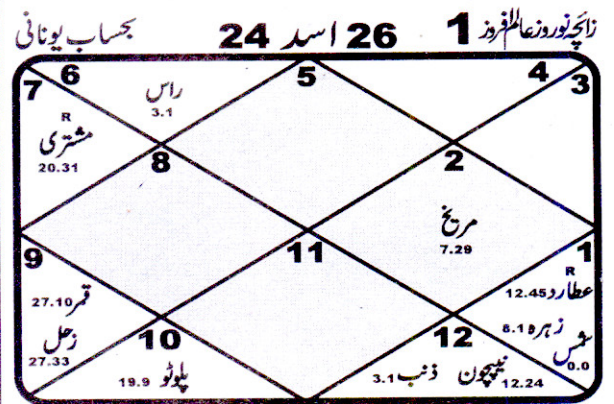 زائچہ نوروز عالم افروز 1 26 اسد 24 بحساب یونانی
7 6 5 4 3
راس
3.1
R
مشتری
20.31
8 2
مریخ
7.29
9 11 1
R
قمر 27.10 عطارد 12.45
زحل زہرہ 8.1
27.33 شمس
0.0
10 12
پلوٹو 19.9 ذنب 3.1 نیپچون 12.24